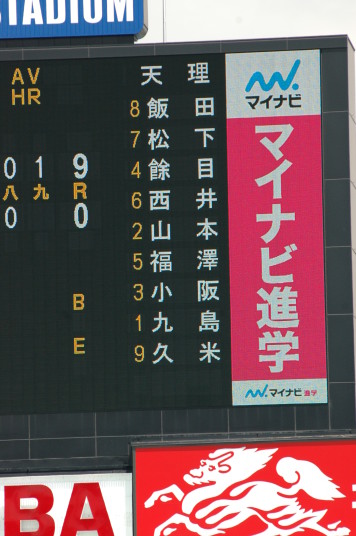 STADIUM
AV
HR
天理
8飯田
7松下
0 1 9
4餘目
八 九 R
6西井
0 0
2山本
5福澤
3小阪
B
1九島
E
9久米
マイナビ
マイナビ進学
マイナビ 進学
BA